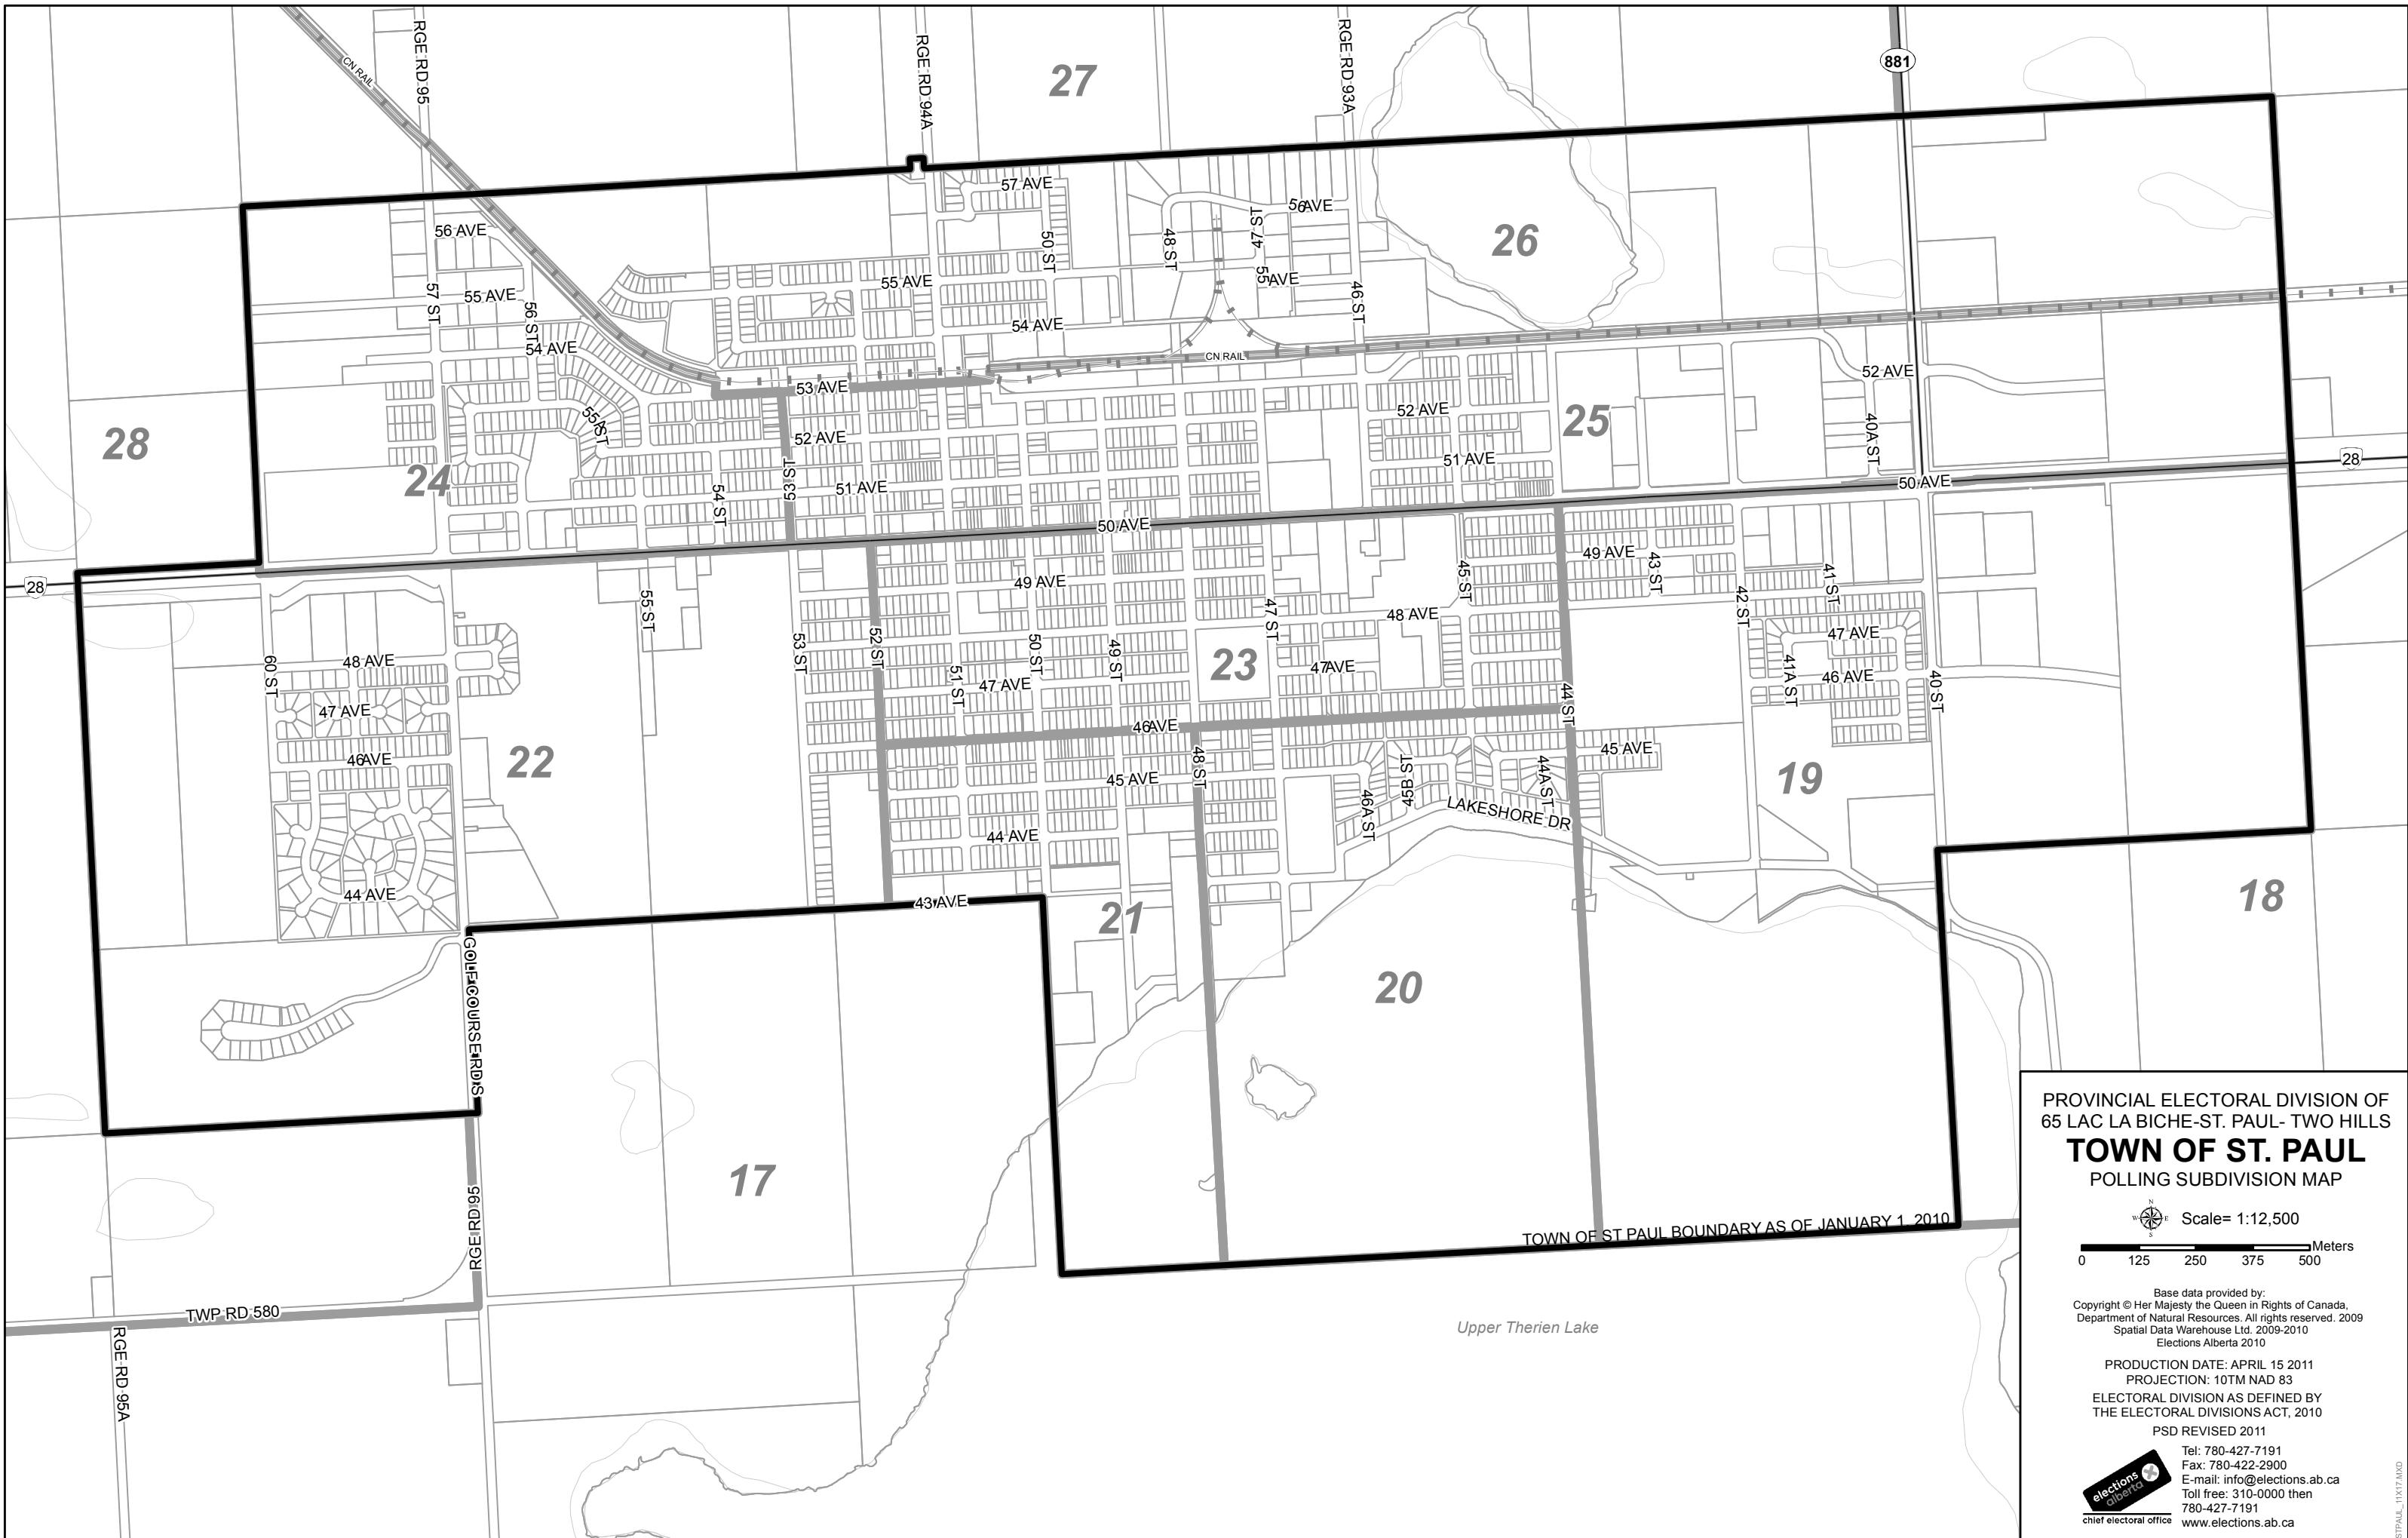 CN RAIL
RGE RD 95
RGE RD 94A
27
RGE RD 93A
881
57 AVE
56 AVE
47 ST
56 AVE
50 ST
48 ST
26
57 ST
55 AVE
56 ST
55 AVE
55 AVE
46 ST
54 AVE
54 AVE
CN RAIL
53 AVE
52 AVE
28
24
55A ST
52 AVE
52 AVE
25
40A ST
54 ST
53 ST
51 AVE
51 AVE
28
50 AVE
50 AVE
28
55 ST
49 AVE
45 ST
49 AVE
43 ST
41 ST
60 ST
48 AVE
53 ST
52 ST
51 ST
50 ST
49 ST
47 ST
48 AVE
42 ST
47 AVE
47 AVE
23
47 AVE
41A ST
46 AVE
40 ST
47 AVE
46 AVE
44 ST
46 AVE
22
45 AVE
48 ST
46A ST
45B ST
44A ST
45 AVE
19
LAKESHORE DR
44 AVE
44 AVE
43 AVE
21
18
GOLF COURSE RD S
20
17
RGE RD 95
TOWN OF ST PAUL BOUNDARY AS OF JANUARY 1, 2010
TWP RD 580
RGE RD 95A
Upper Therien Lake
PROVINCIAL ELECTORAL DIVISION OF
65 LAC LA BICHE-ST. PAUL- TWO HILLS
TOWN OF ST. PAUL
POLLING SUBDIVISION MAP
N
W E
S
Scale= 1:12,500
Meters
0 125 250 375 500
Base data provided by:
Copyright © Her Majesty the Queen in Rights of Canada,
Department of Natural Resources. All rights reserved. 2009
Spatial Data Warehouse Ltd. 2009-2010
Elections Alberta 2010
PRODUCTION DATE: APRIL 15 2011
PROJECTION: 10TM NAD 83
ELECTORAL DIVISION AS DEFINED BY
THE ELECTORAL DIVISIONS ACT, 2010
PSD REVISED 2011
elections
alberta
chief electoral office
Tel: 780-427-7191
Fax: 780-422-2900
E-mail: info@elections.ab.ca
Toll free: 310-0000 then
780-427-7191
www.elections.ab.ca